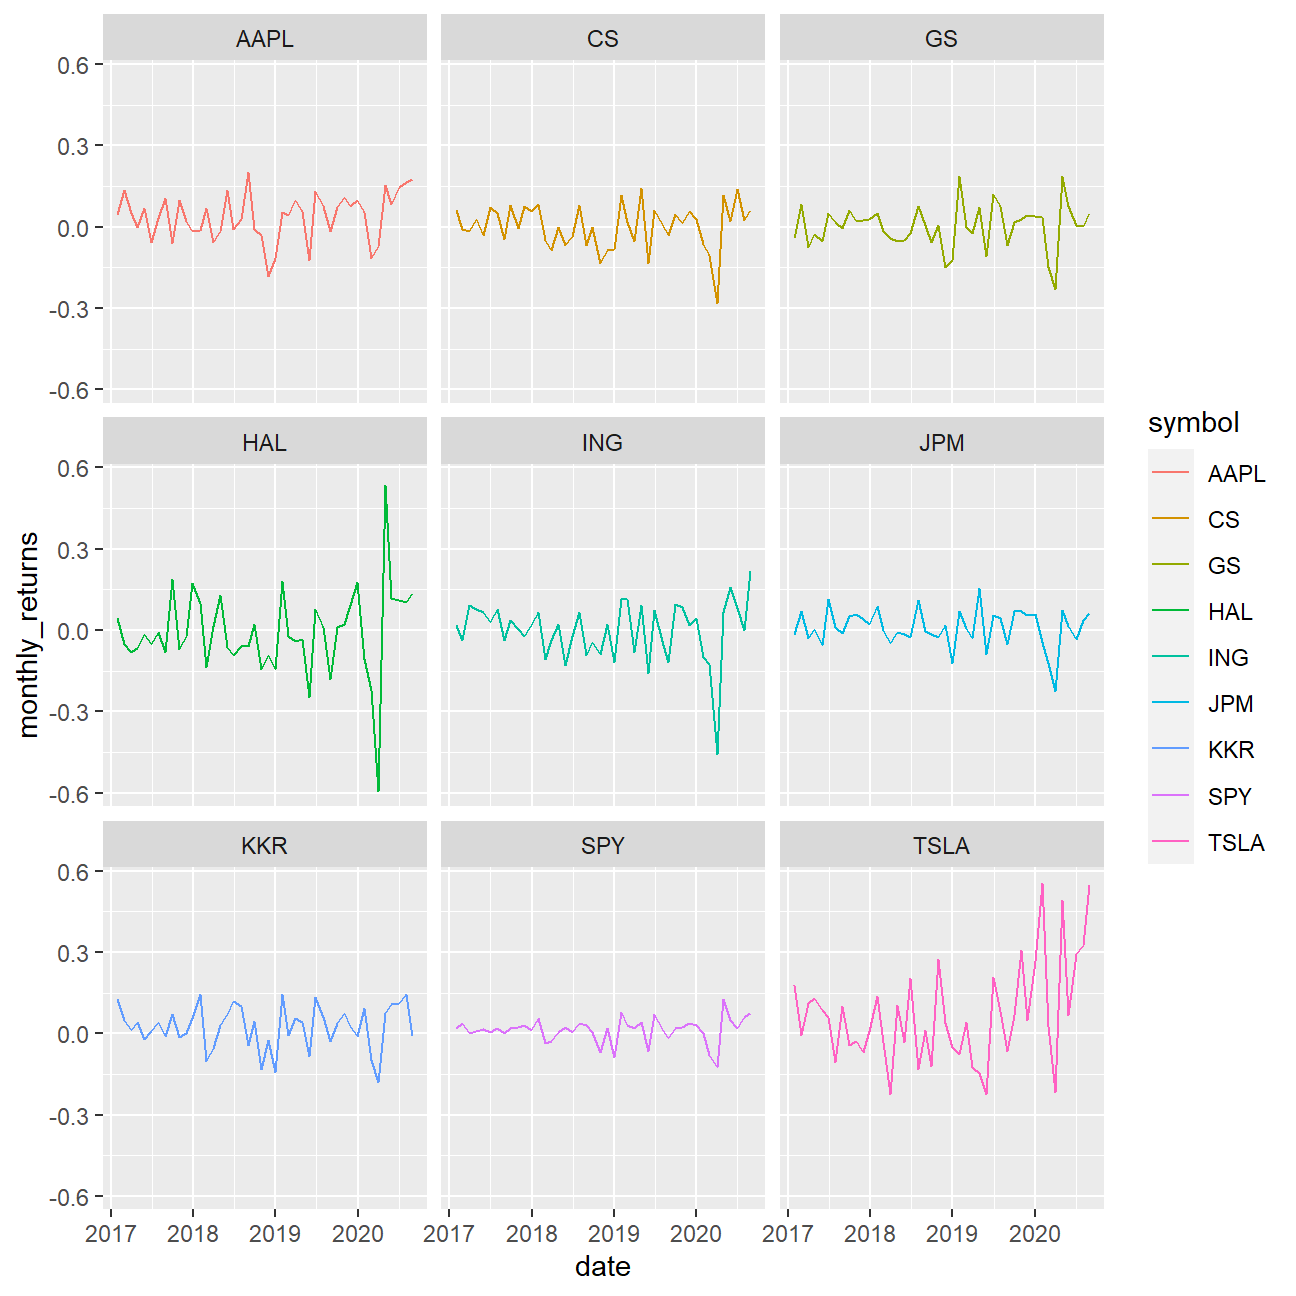 AAPL CS GS
0.6
0.3
0.0
-0.3
-0.6
HAL ING JPM
0.6
0.3
0.0
-0.3
-0.6
KKR SPY TSLA
0.6
0.3
0.0
-0.3
-0.6
2017 2018 2019 2020 2017 2018 2019 2020 2017 2018 2019 2020
date
monthly_returns
symbol
AAPL
CS
GS
HAL
ING
JPM
KKR
SPY
TSLA